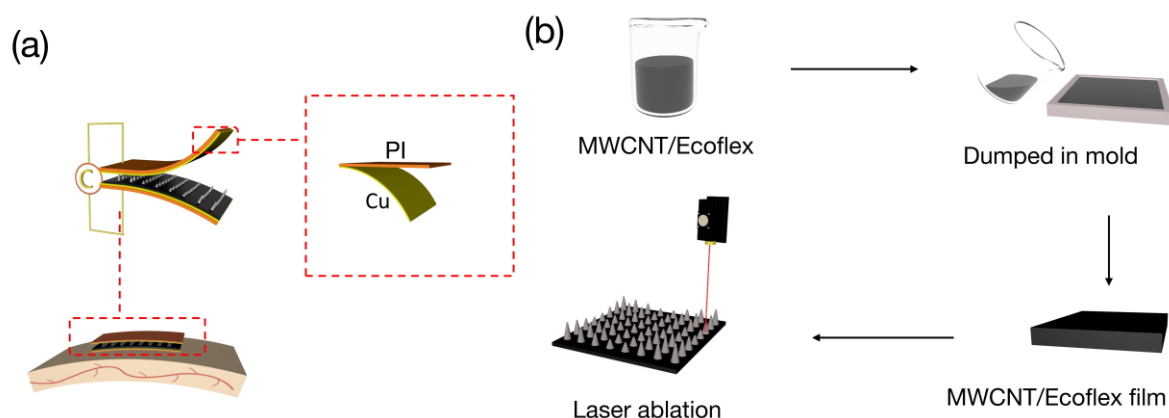 (a)
C
PI
Cu
(b)
MWCNT/Ecoflex
Dumped in mold
MWCNT/Ecoflex film
Laser ablation